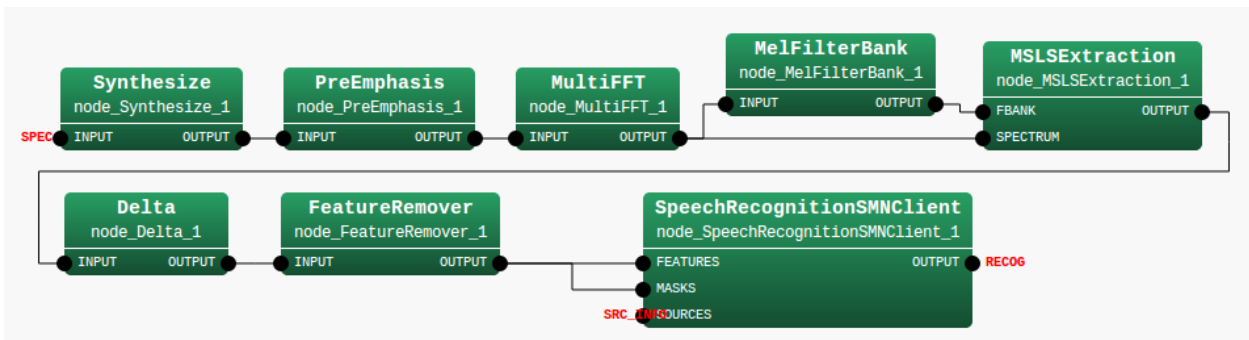 Synthesize
node_Synthesize_1
SPEC INPUT OUTPUT
PreEmphasis
node_PreEmphasis_1
INPUT OUTPUT
MultiFFT
node_MultiFFT_1
INPUT OUTPUT
MelFilterBank
node_MelFilterBank_1
INPUT OUTPUT
MSLSExtraction
node_MSLSExtraction_1
FBANK OUTPUT
SPECTRUM
Delta
node_Delta_1
INPUT OUTPUT
FeatureRemover
node_FeatureRemover_1
INPUT OUTPUT
SpeechRecognitionSMNClient
node_SpeechRecognitionSMNClient_1
FEATURES OUTPUT RECOG
MASKS
SRC_INFO SOURCES